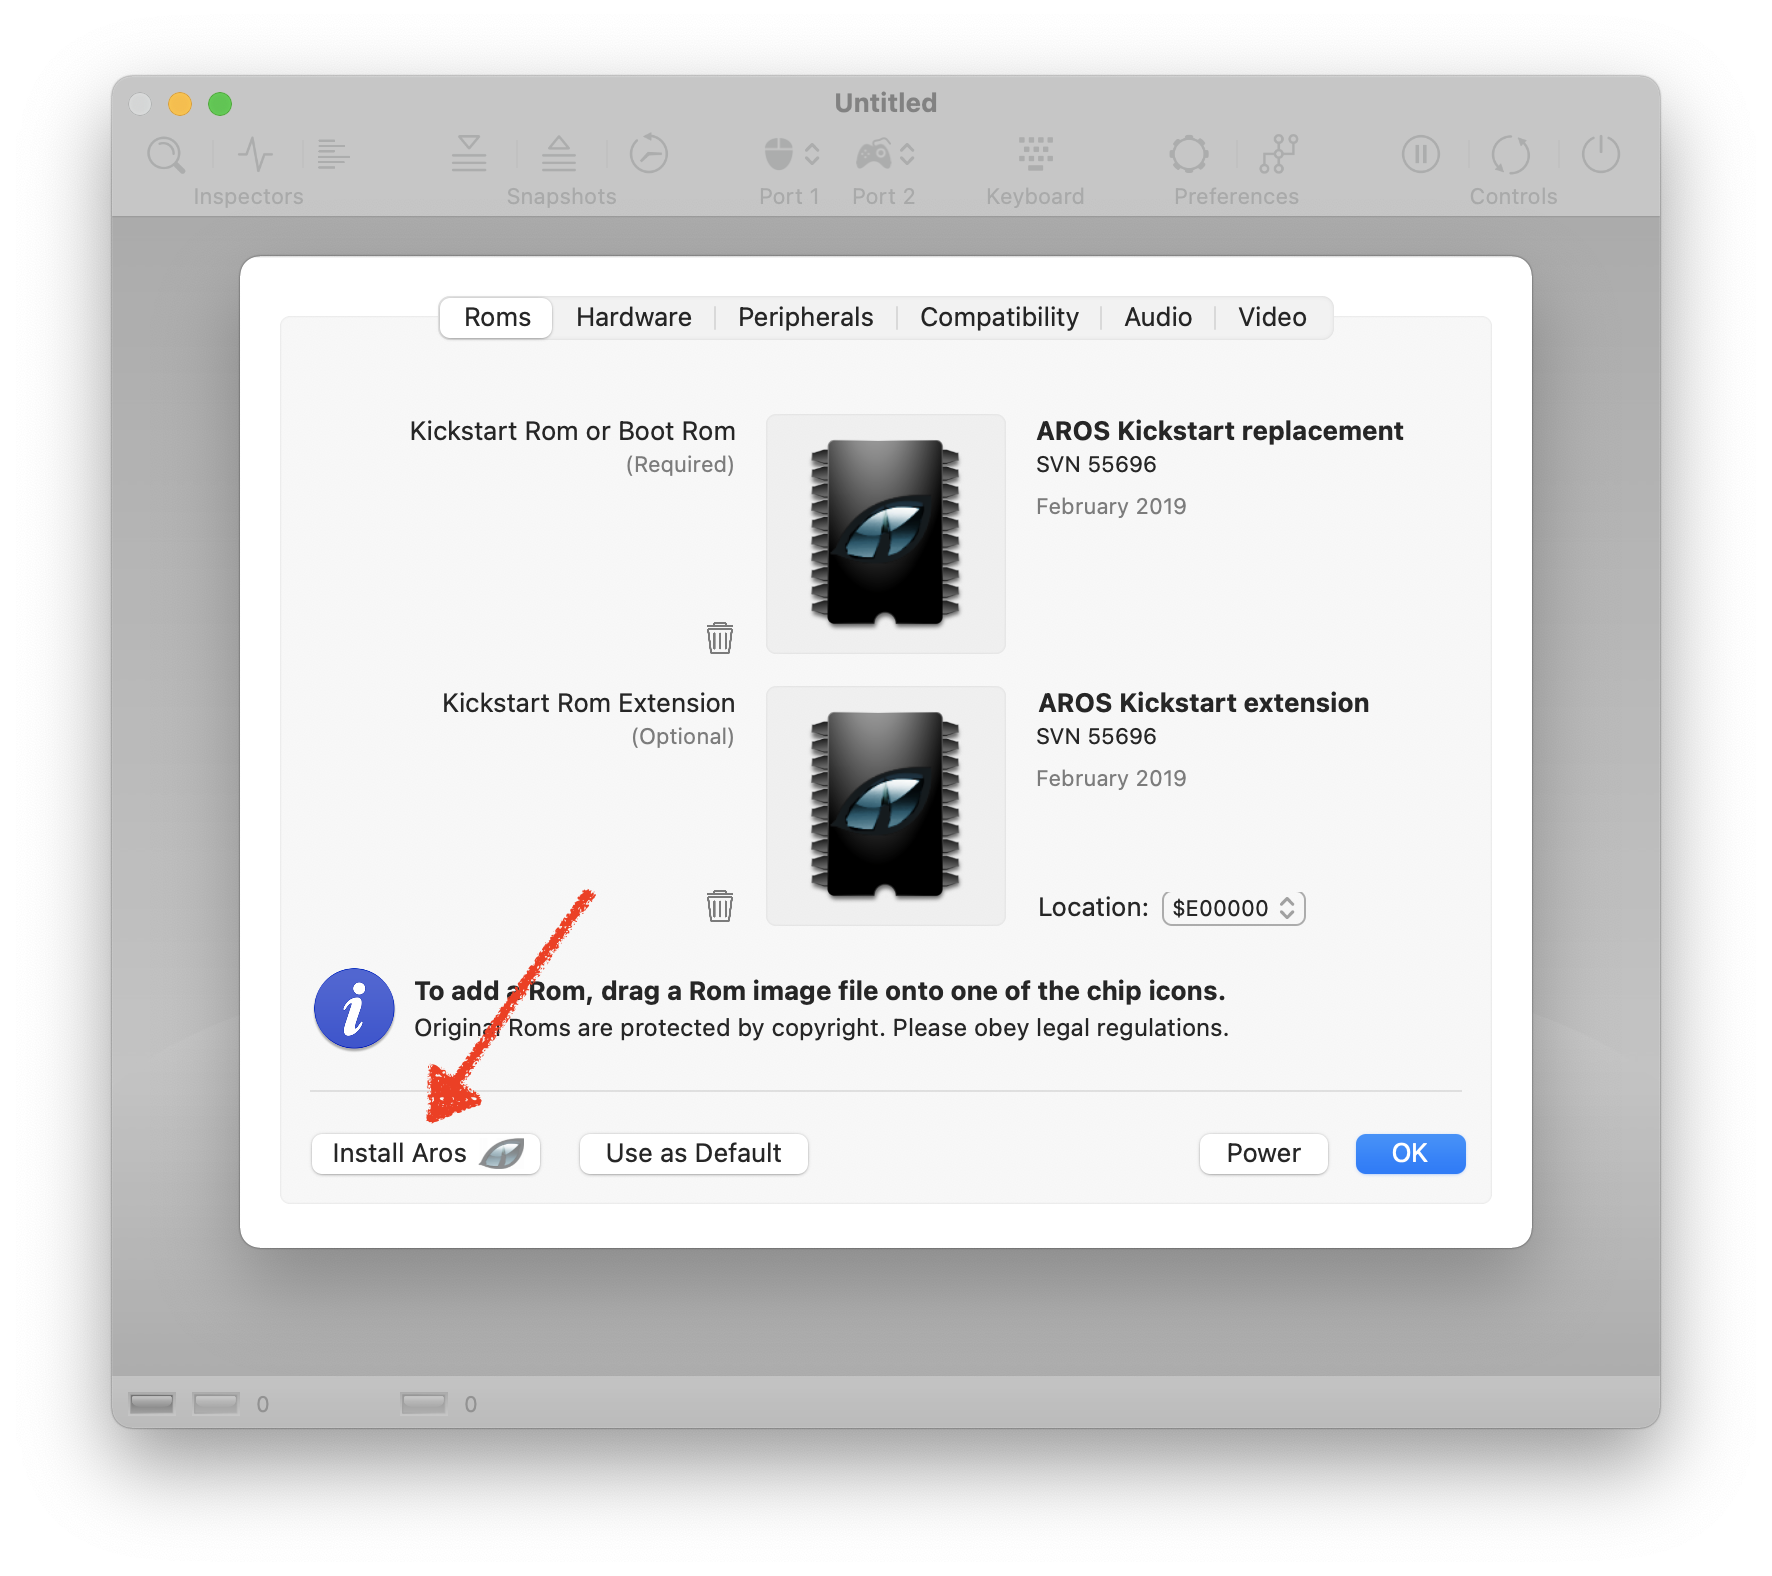 Untitled
Inspectors
Snapshots
Port 1
Port 2
Keyboard
Preferences
Controls
Roms
Hardware
Peripherals
Compatibility
Audio
Video
Kickstart Rom or Boot Rom
(Required)
AROS Kickstart replacement
SVN 55696
February 2019
Kickstart Rom Extension
(Optional)
AROS Kickstart extension
SVN 55696
February 2019
Location:
$E00000
i
To add a Rom, drag a Rom image file onto one of the chip icons.
Original Roms are protected by copyright. Please obey legal regulations.
Install Aros
Use as Default
Power
OK
0
0